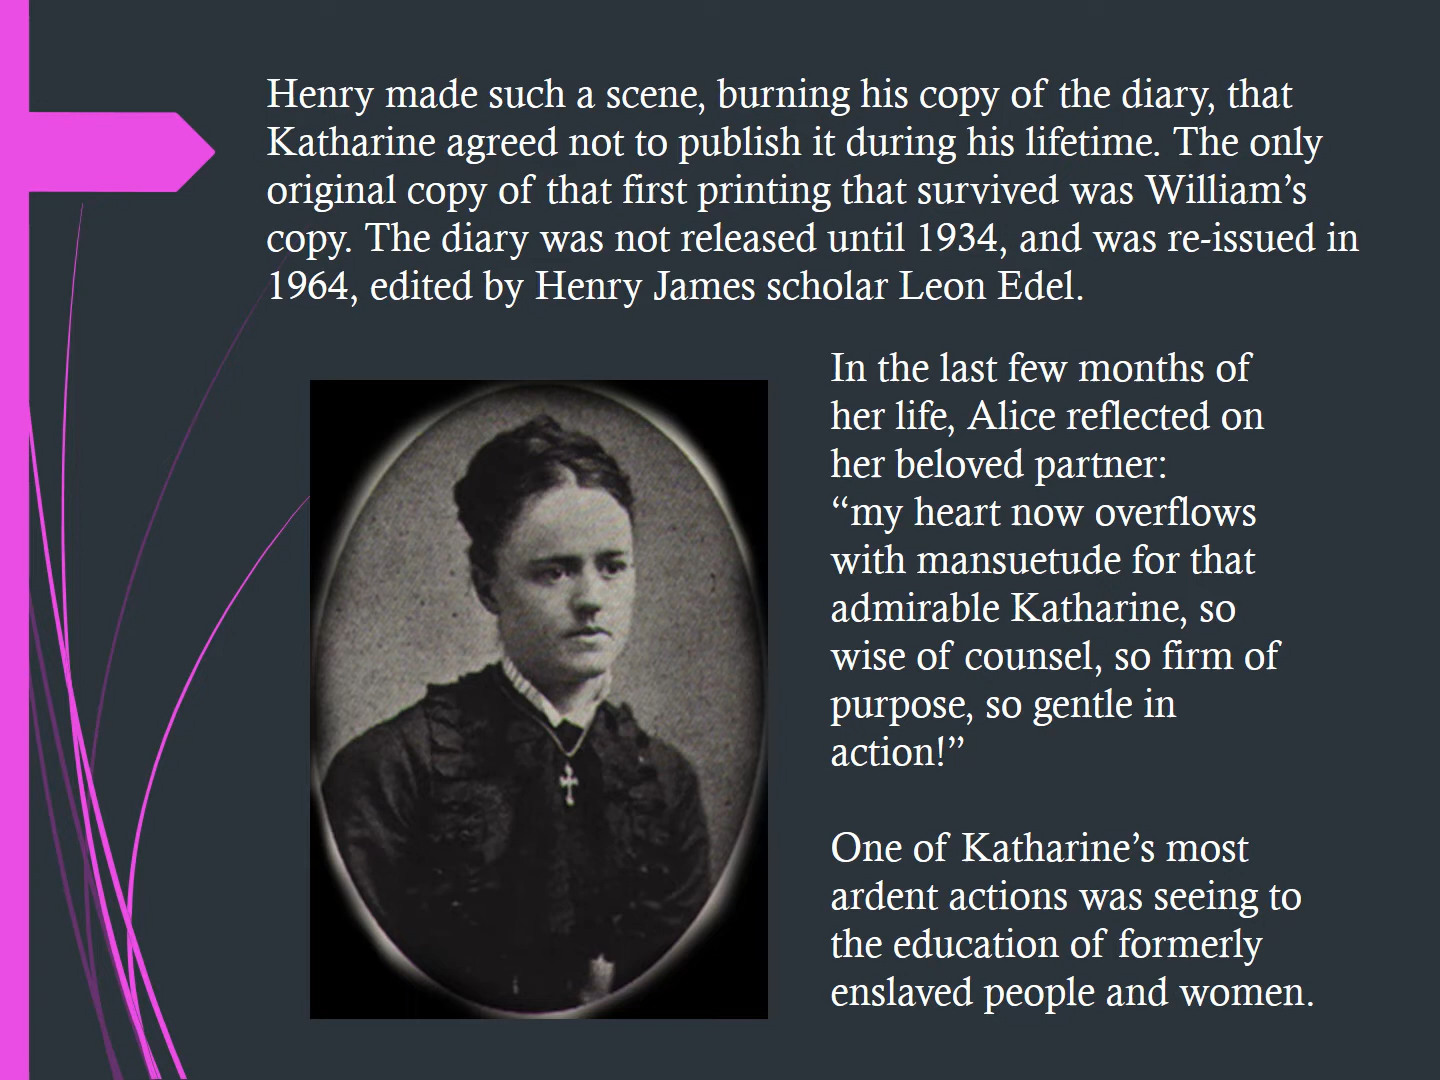 Henry made such a scene, burning his copy of the diary, that
Katharine agreed not to publish it during his lifetime. The only
original copy of that first printing that survived was William’s
copy. The diary was not released until 1934, and was re-issued in
1964, edited by Henry James scholar Leon Edel.
In the last few months of
her life, Alice reflected on
her beloved partner:
“my heart now overflows
with mansuetude for that
admirable Katharine, so
wise of counsel, so firm of
purpose, so gentle in
action!”
One of Katharine’s most
ardent actions was seeing to
the education of formerly
enslaved people and women.